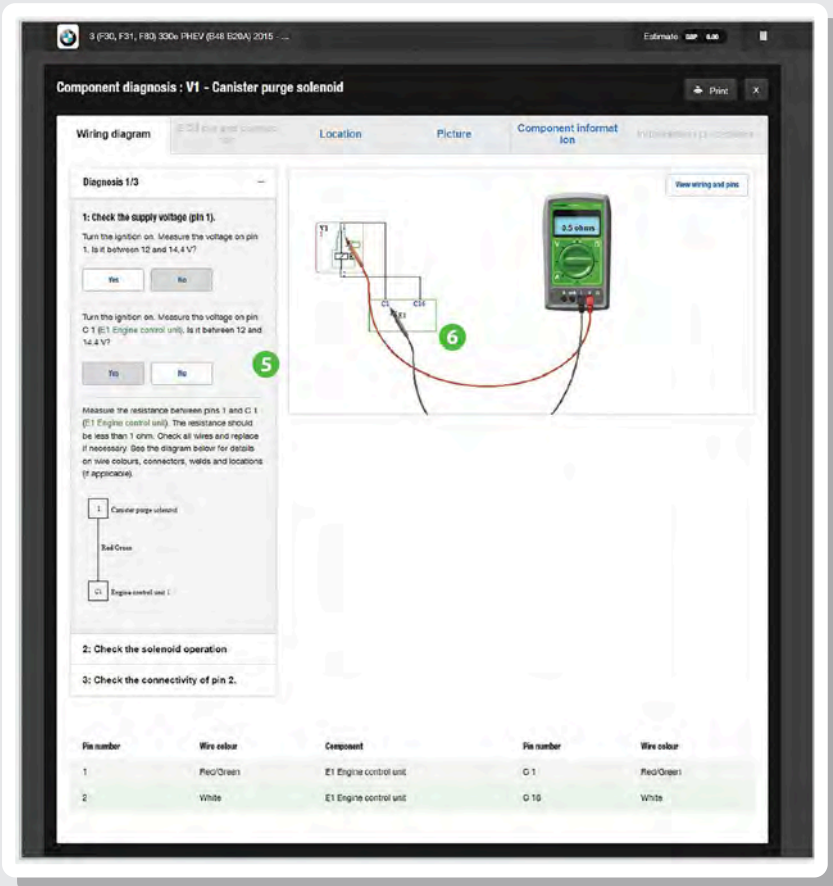 3 (F30, F31, F80) 330e PHEV (B48 B20A) 2015 - ...
Estimate GBP 0.00
Component diagnosis : V1 - Canister purge solenoid
Print X
Wiring diagram
Location
Picture
Component informat
ion
Diagnosis 1/3 –
View wiring and pins
1: Check the supply voltage (pin 1).
Turn the ignition on. Measure the voltage on pin
1. Is it between 12 and 14,4 V?
Yes No
Turn the ignition on. Measure the voltage on pin
C 1 (E1 Engine control unit). Is it between 12 and
14,4 V?
Yes No
5
Measure the resistance between pins 1 and C 1
(E1 Engine control unit). The resistance should
be less than 1 ohm. Check all wires and replace
if necessary. See the diagram below for details
on wire colours, connectors, welds and locations
(if applicable).
1 Canister purge solenoid
Red/Green
C1 Engine control unit 1
2: Check the solenoid operation
3: Check the connectivity of pin 2.
0.5 ohms
C1 C16
E1
6
Pin number Wire colour Component Pin number Wire colour
1 Red/Green E1 Engine control unit C 1 Red/Green
2 White E1 Engine control unit C 16 White